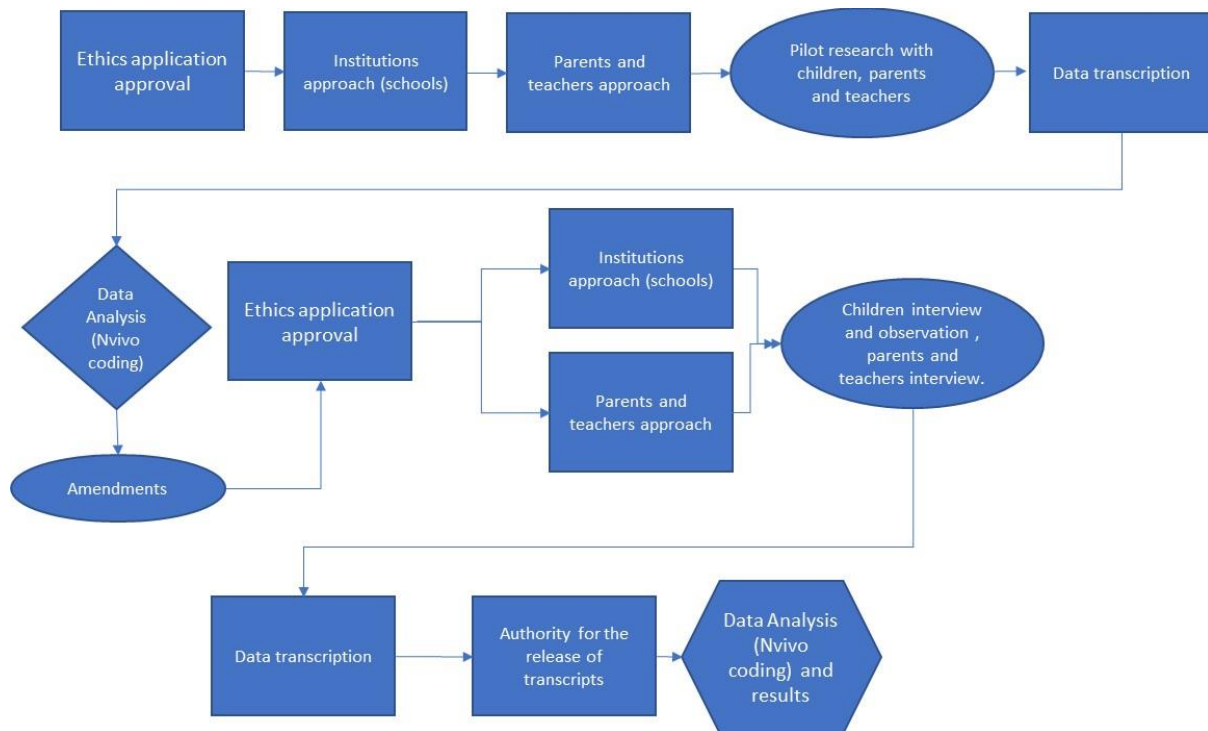 Ethics application
approval
Institutions
approach (schools)
Parents and
teachers approach
Pilot research with
children, parents
and teachers
Data transcription
Data
Analysis
(Nvivo
coding)
Amendments
Ethics application
approval
Institutions
approach (schools)
Parents and
teachers approach
Children interview
and observation ,
parents and
teachers interview.
Data transcription
Authority for the
release of
transcripts
Data Analysis
(Nvivo
coding) and
results